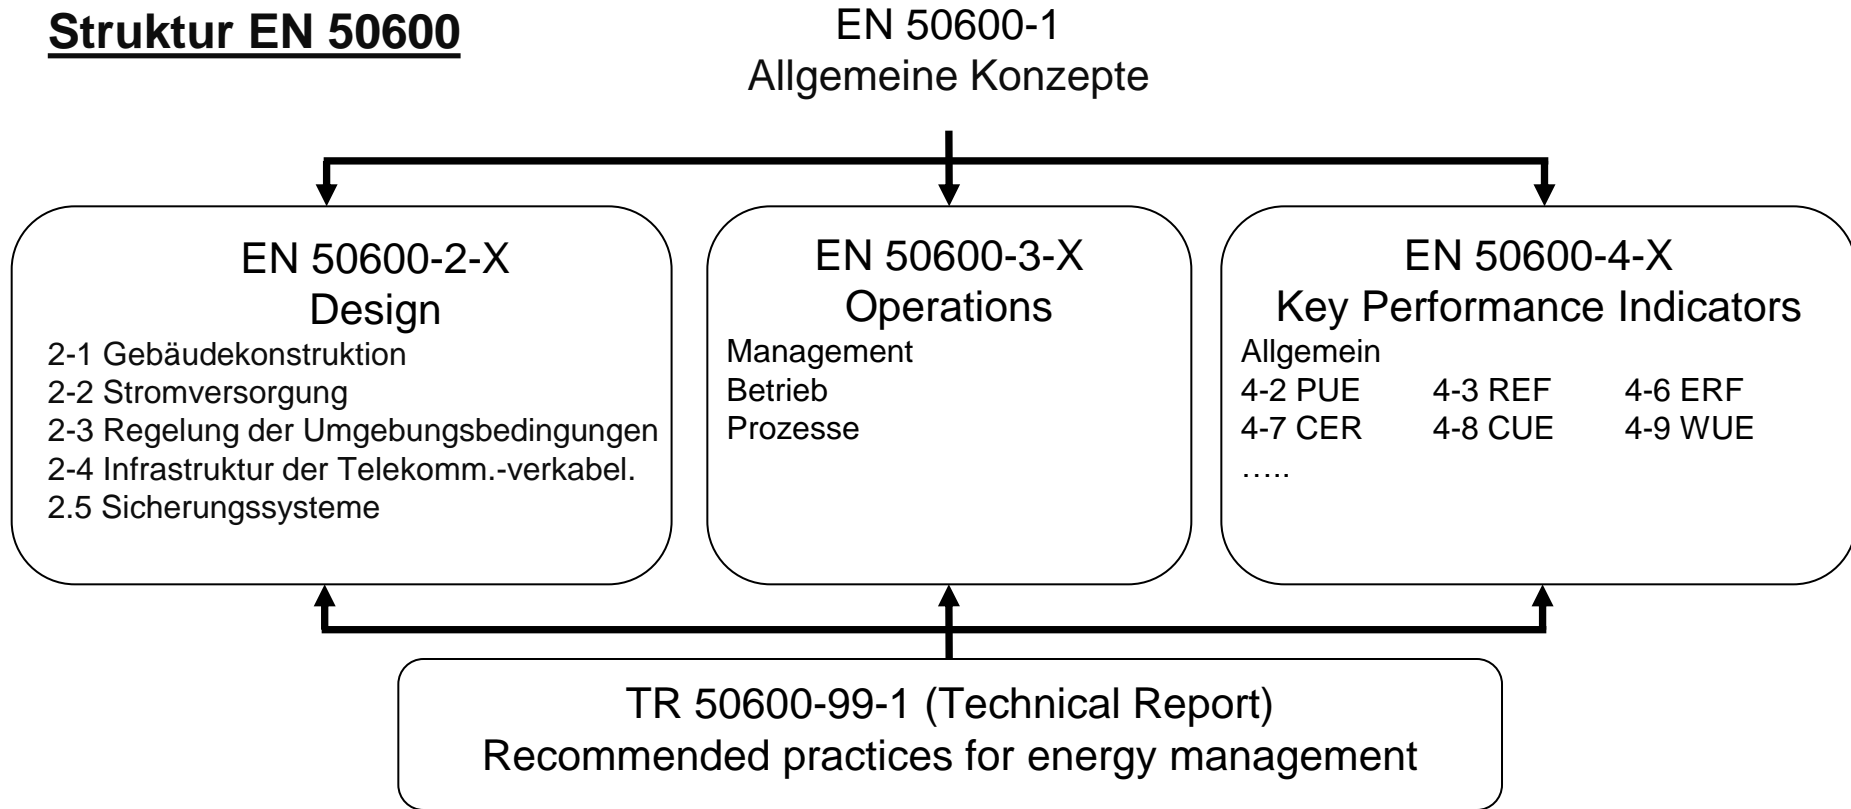 Struktur EN 50600
EN 50600-1
Allgemeine Konzepte
EN 50600-2-X
Design
2-1 Gebäudekonstruktion
2-2 Stromversorgung
2-3 Regelung der Umgebungsbedingungen
2-4 Infrastruktur der Telekomm.-verkabel.
2.5 Sicherungssysteme
EN 50600-3-X
Operations
Management
Betrieb
Prozesse
EN 50600-4-X
Key Performance Indicators
Allgemein
4-2 PUE 4-3 REF 4-6 ERF
4-7 CER 4-8 CUE 4-9 WUE
…..
TR 50600-99-1 (Technical Report)
Recommended practices for energy management